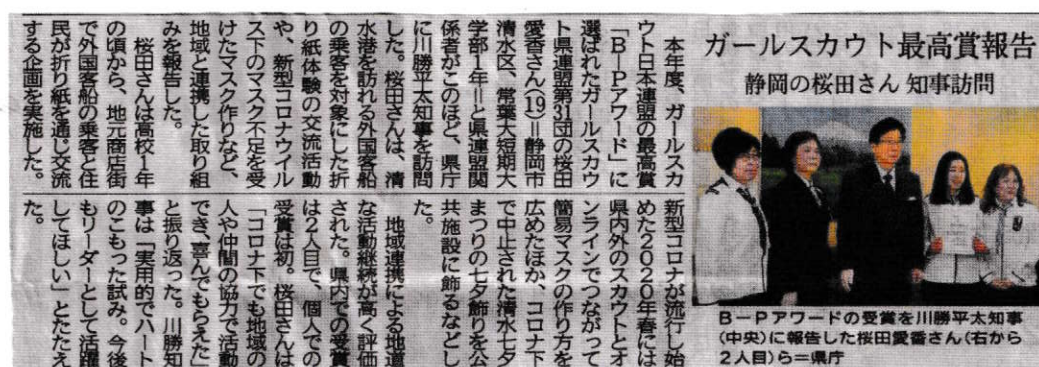 ガールスカウト最高賞報告
静岡の桜田さん 知事訪問
本年度、ガールスカ
ウト日本連盟の最高賞
「B―Pアワード」に
選ばれたガールスカウ
ト県連盟第31団の桜田
愛香さん(19)=静岡市
清水区、常葉大短期大
学部1年=と県連盟関
係者がこのほど、県庁
に川勝平太知事を訪問
した。桜田さんは、清
水港を訪れる外国客船
の乗客を対象にした折
り紙体験の交流活動
や、新型コロナウイル
ス下のマスク不足を受
けたマスク作りなど、
地域と連携した取り組
みを報告した。
桜田さんは高校1年
の頃から、地元商店街
で外国客船の乗客と住
民が折り紙を通じ交流
する企画を実施した。
新型コロナが流行し始
めた2020年春には
県内外のスカウトとオ
ンラインでつながって
簡易マスクの作り方を
広めたほか、コロナ下
で中止された清水七夕
まつりの七夕飾りを公
共施設に飾るなどし
た。
地域連携による地道
な活動継続が高く評価
された。県内での受賞
は2人目で、個人での
受賞は初。桜田さんは
「コロナ下でも地域の
人や仲間の協力で活動
でき、喜んでもらえた」
と振り返った。川勝知
事は「実用的でハート
のこもった試み。今後
もリーダーとして活躍
してほしい」とたたえ
た。
B―Pアワードの受賞を川勝平太知事
(中央)に報告した桜田愛香さん(右から
2人目)ら=県庁